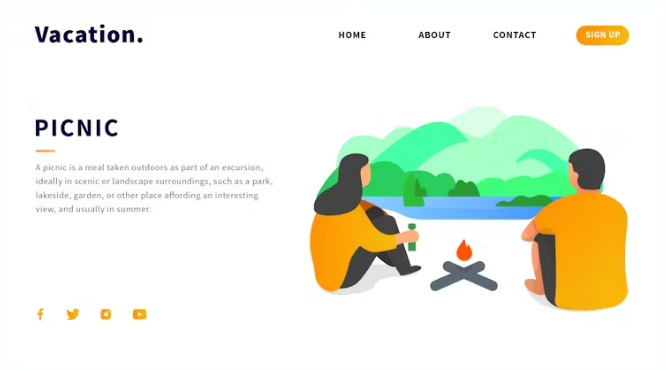 Vacation.
HOME ABOUT CONTACT SIGN UP
PICNIC
A picnic is a meal taken outdoors as part of an excursion,
ideally in scenic or landscape surroundings, such as a park,
lakeside, garden, or other place affording an interesting
view, and usually in summer.